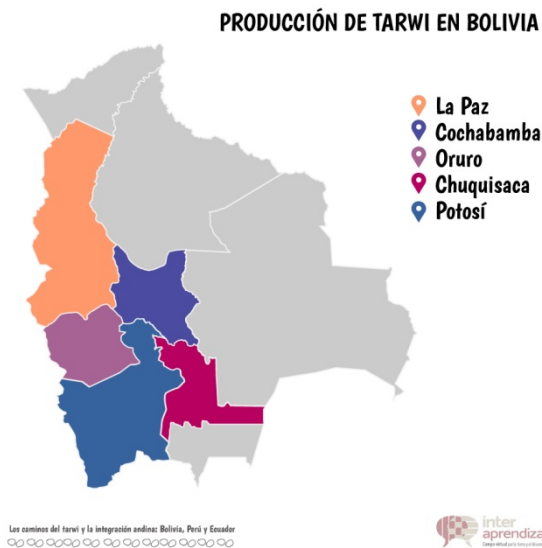 PRODUCCIÓN DE TARWI EN BOLIVIA
La Paz
Cochabamba
Oruro
Chuquisaca
Potosí
Los caminos del tarwi y la integración andina: Bolivia, Perú y Ecuador
inter
aprendiza